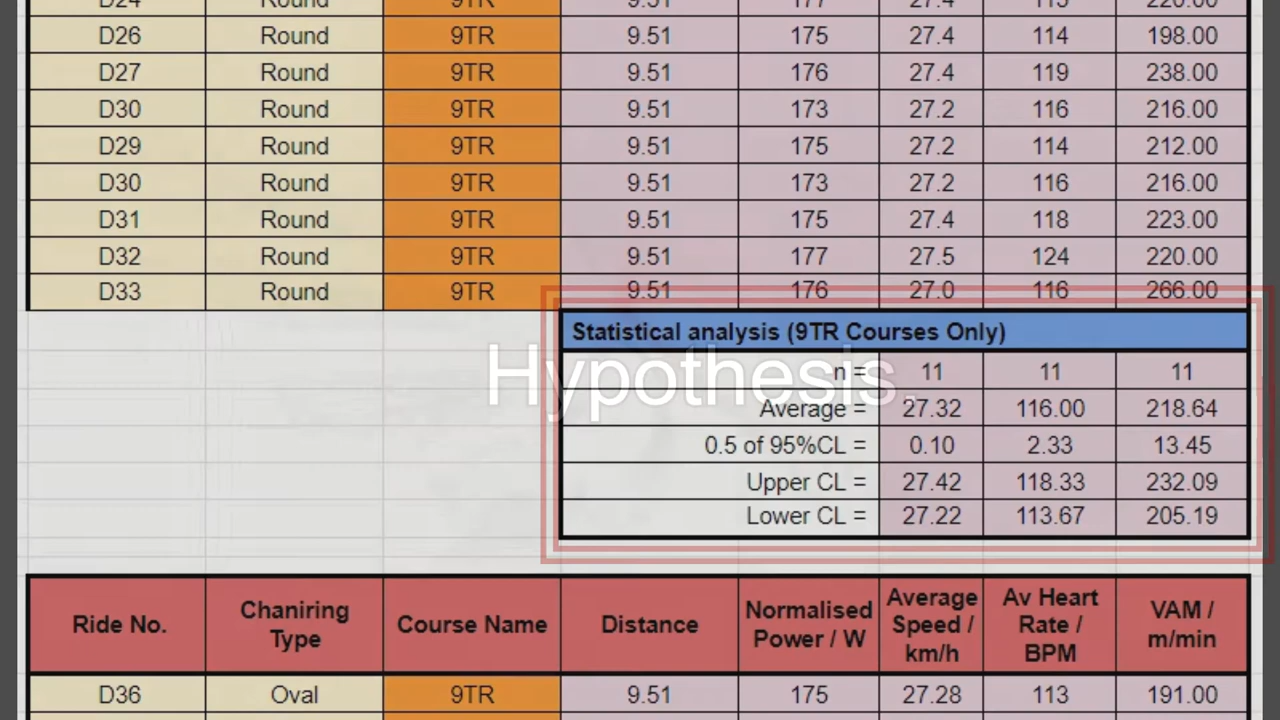 D24 Round 9TR 9.51 177 27.4 115 220.00
D26 Round 9TR 9.51 175 27.4 114 198.00
D27 Round 9TR 9.51 176 27.4 119 238.00
D30 Round 9TR 9.51 173 27.2 116 216.00
D29 Round 9TR 9.51 175 27.2 114 212.00
D30 Round 9TR 9.51 173 27.2 116 216.00
D31 Round 9TR 9.51 175 27.4 118 223.00
D32 Round 9TR 9.51 177 27.5 124 220.00
D33 Round 9TR 9.51 176 27.0 116 266.00
Statistical analysis (9TR Courses Only)
n = 11 11 11
Hypothesis.
Average = 27.32 116.00 218.64
0.5 of 95%CL = 0.10 2.33 13.45
Upper CL = 27.42 118.33 232.09
Lower CL = 27.22 113.67 205.19
Ride No. Chaniring Type Course Name Distance Normalised Power / W Average Speed / km/h Av Heart Rate / BPM VAM / m/min
D36 Oval 9TR 9.51 175 27.28 113 191.00